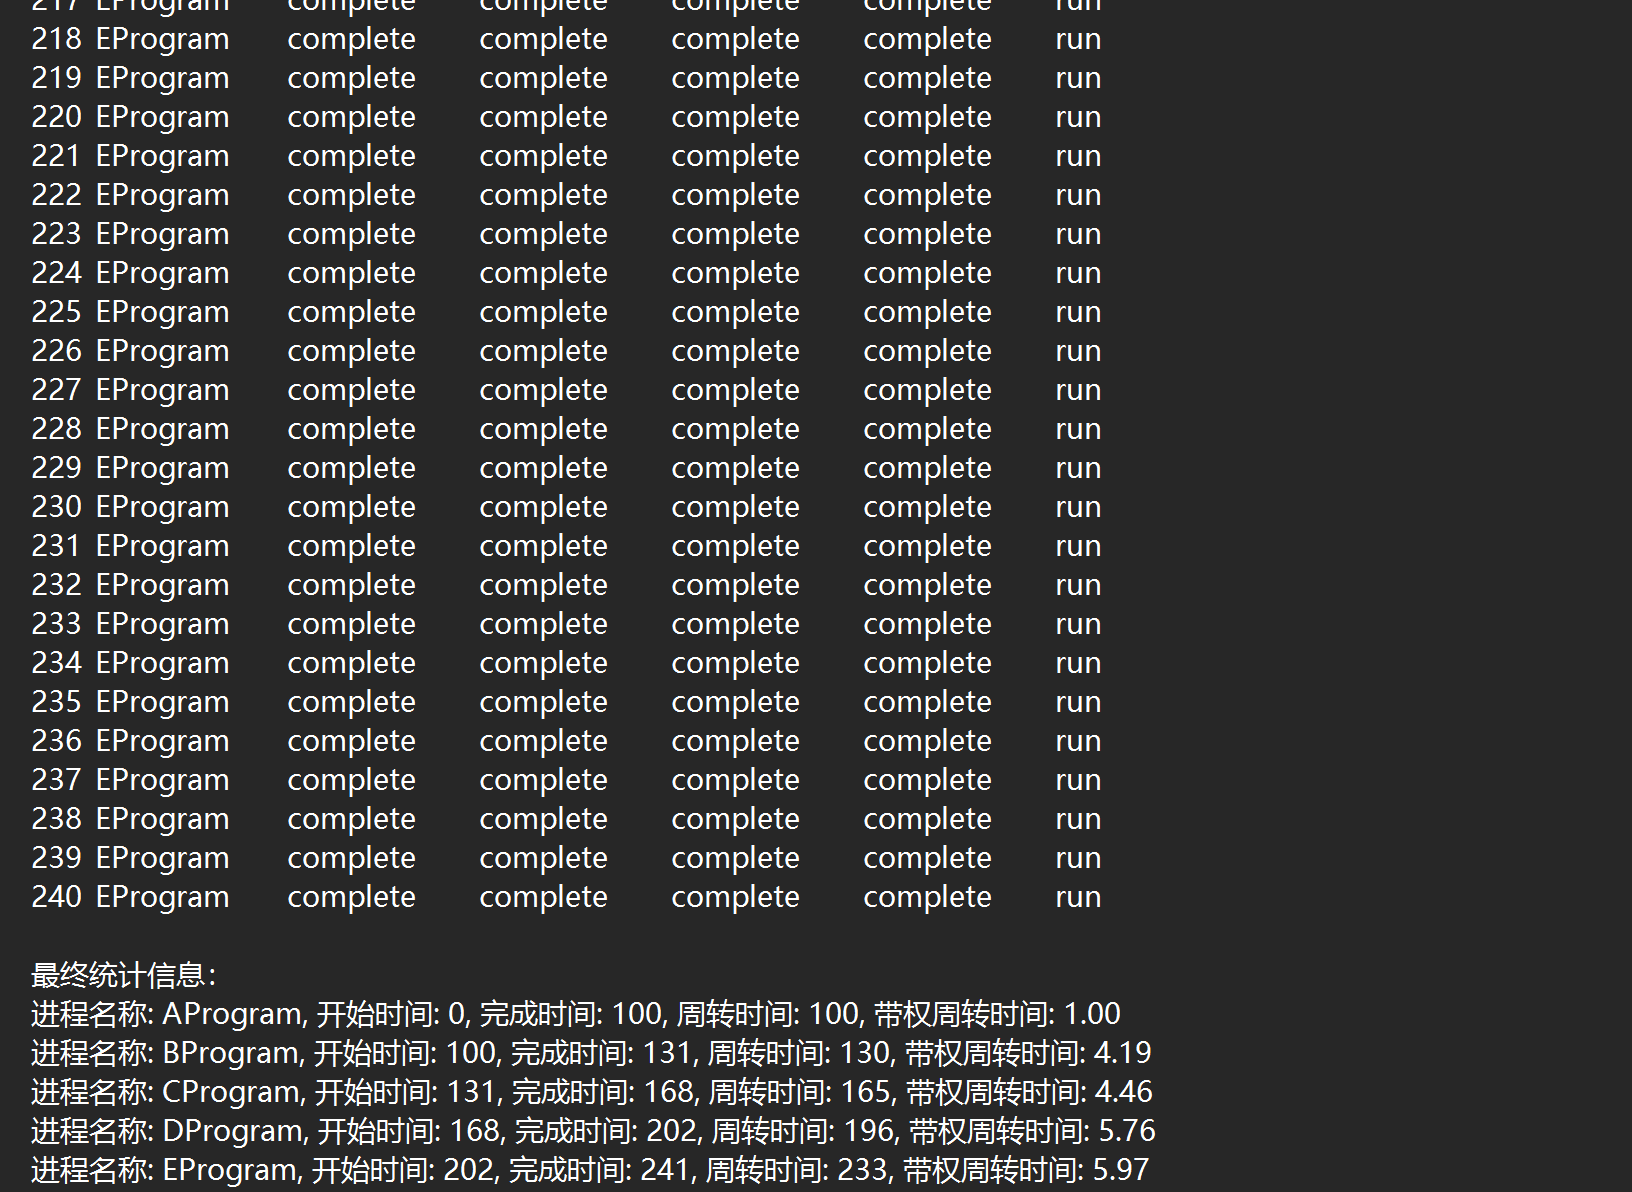 217 EProgram complete complete complete complete run
218 EProgram complete complete complete complete run
219 EProgram complete complete complete complete run
220 EProgram complete complete complete complete run
221 EProgram complete complete complete complete run
222 EProgram complete complete complete complete run
223 EProgram complete complete complete complete run
224 EProgram complete complete complete complete run
225 EProgram complete complete complete complete run
226 EProgram complete complete complete complete run
227 EProgram complete complete complete complete run
228 EProgram complete complete complete complete run
229 EProgram complete complete complete complete run
230 EProgram complete complete complete complete run
231 EProgram complete complete complete complete run
232 EProgram complete complete complete complete run
233 EProgram complete complete complete complete run
234 EProgram complete complete complete complete run
235 EProgram complete complete complete complete run
236 EProgram complete complete complete complete run
237 EProgram complete complete complete complete run
238 EProgram complete complete complete complete run
239 EProgram complete complete complete complete run
240 EProgram complete complete complete complete run
最终统计信息：
进程名称: AProgram, 开始时间: 0, 完成时间: 100, 周转时间: 100, 带权周转时间: 1.00
进程名称: BProgram, 开始时间: 100, 完成时间: 131, 周转时间: 130, 带权周转时间: 4.19
进程名称: CProgram, 开始时间: 131, 完成时间: 168, 周转时间: 165, 带权周转时间: 4.46
进程名称: DProgram, 开始时间: 168, 完成时间: 202, 周转时间: 196, 带权周转时间: 5.76
进程名称: EProgram, 开始时间: 202, 完成时间: 241, 周转时间: 233, 带权周转时间: 5.97